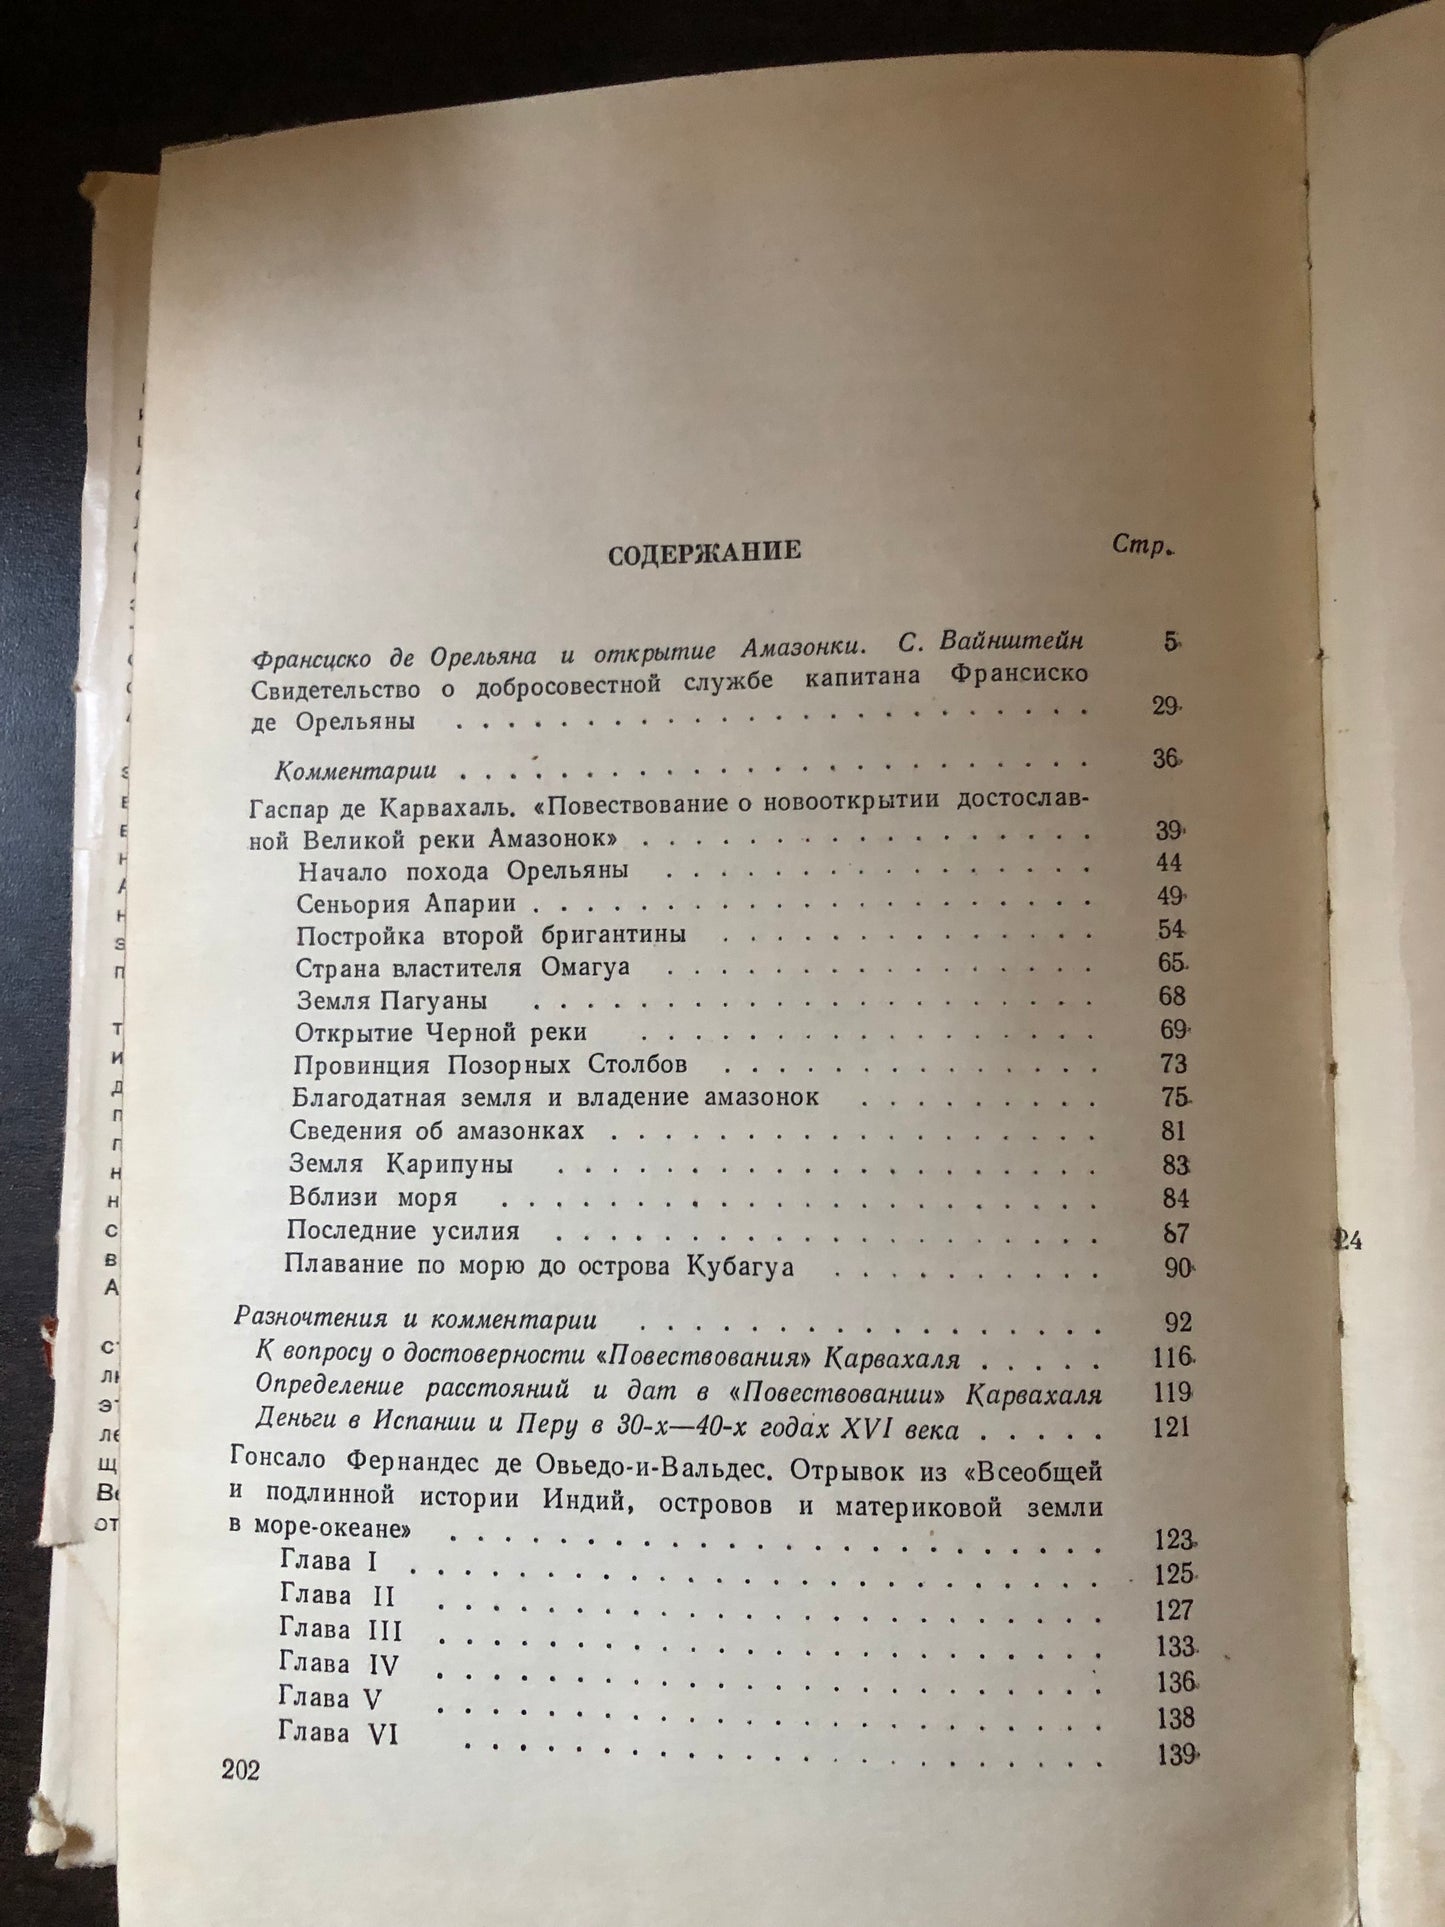 СОДЕРЖАНИЕ Стр.
Франсиско де Орельяна и открытие Амазонки. С. Вайнштейн 5
Свидетельство о добросовестной службе капитана Франсиско
де Орельяны . . . . . . . . . . . . . . . . . . . . . . . . 29
Комментарии . . . . . . . . . . . . . . . . . . . . . . . . 36
Гаспар де Карвахаль. «Повествование о новооткрытии достослав-
ной Великой реки Амазонок» . . . . . . . . . . . . . . . . . 39
Начало похода Орельяны . . . . . . . . . . . . . . . . 44
Сеньория Апарии . . . . . . . . . . . . . . . . . . . . . . 49
Постройка второй бригантины . . . . . . . . . . . . . . 54
Страна властителя Омагуа . . . . . . . . . . . . . . . . 65
Земля Пагуаны . . . . . . . . . . . . . . . . . . . . . 68
Открытие Черной реки . . . . . . . . . . . . . . . . . 69
Провинция Позорных Столбов . . . . . . . . . . . . . . 73
Благодатная земля и владение амазонок . . . . . . . . . 75
Сведения об амазонках . . . . . . . . . . . . . . . . . . 81
Земля Карипуны . . . . . . . . . . . . . . . . . . . . 83
Вблизи моря . . . . . . . . . . . . . . . . . . . . . . 84
Последние усилия . . . . . . . . . . . . . . . . . . . . 87
Плавание по морю до острова Кубагуа . . . . . . . . . . 90
Разночтения и комментарии . . . . . . . . . . . . . . . . . 92
К вопросу о достоверности «Повествования» Карвахаля . . . . . 116
Определение расстояний и дат в «Повествовании» Карвахаля 119
Деньги в Испании и Перу в 30-х—40-х годах XVI века . . . . . 121
Гонсало Фернандес де Овьедо-и-Вальдес. Отрывок из «Всеобщей
и подлинной истории Индий, островов и материковой земли
в море-океане» . . . . . . . . . . . . . . . . . . . . . . . . 123
Глава I . . . . . . . . . . . . . . . . . . . . . . . . . . 125
Глава II . . . . . . . . . . . . . . . . . . . . . . . . . 127
Глава III . . . . . . . . . . . . . . . . . . . . . . . . . 133
Глава IV . . . . . . . . . . . . . . . . . . . . . . . . . 136
Глава V . . . . . . . . . . . . . . . . . . . . . . . . . 138
Глава VI . . . . . . . . . . . . . . . . . . . . . . . . 139
202